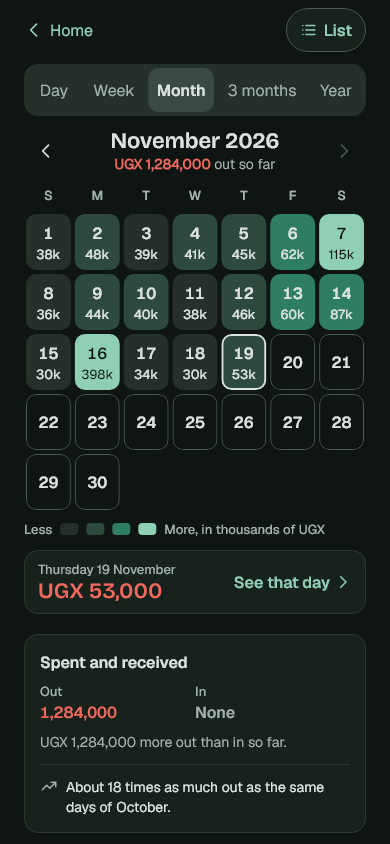 Home
List
Day Week Month 3 months Year
November 2026
UGX 1,284,000 out so far
S M T W T F S
1 2 3 4 5 6 7
38k 48k 39k 41k 45k 62k 115k
8 9 10 11 12 13 14
36k 44k 40k 38k 46k 60k 87k
15 16 17 18 19 20 21
30k 398k 34k 30k 53k
22 23 24 25 26 27 28
29 30
Less More, in thousands of UGX
Thursday 19 November
UGX 53,000
See that day
Spent and received
Out In
1,284,000 None
UGX 1,284,000 more out than in so far.
About 18 times as much out as the same
days of October.